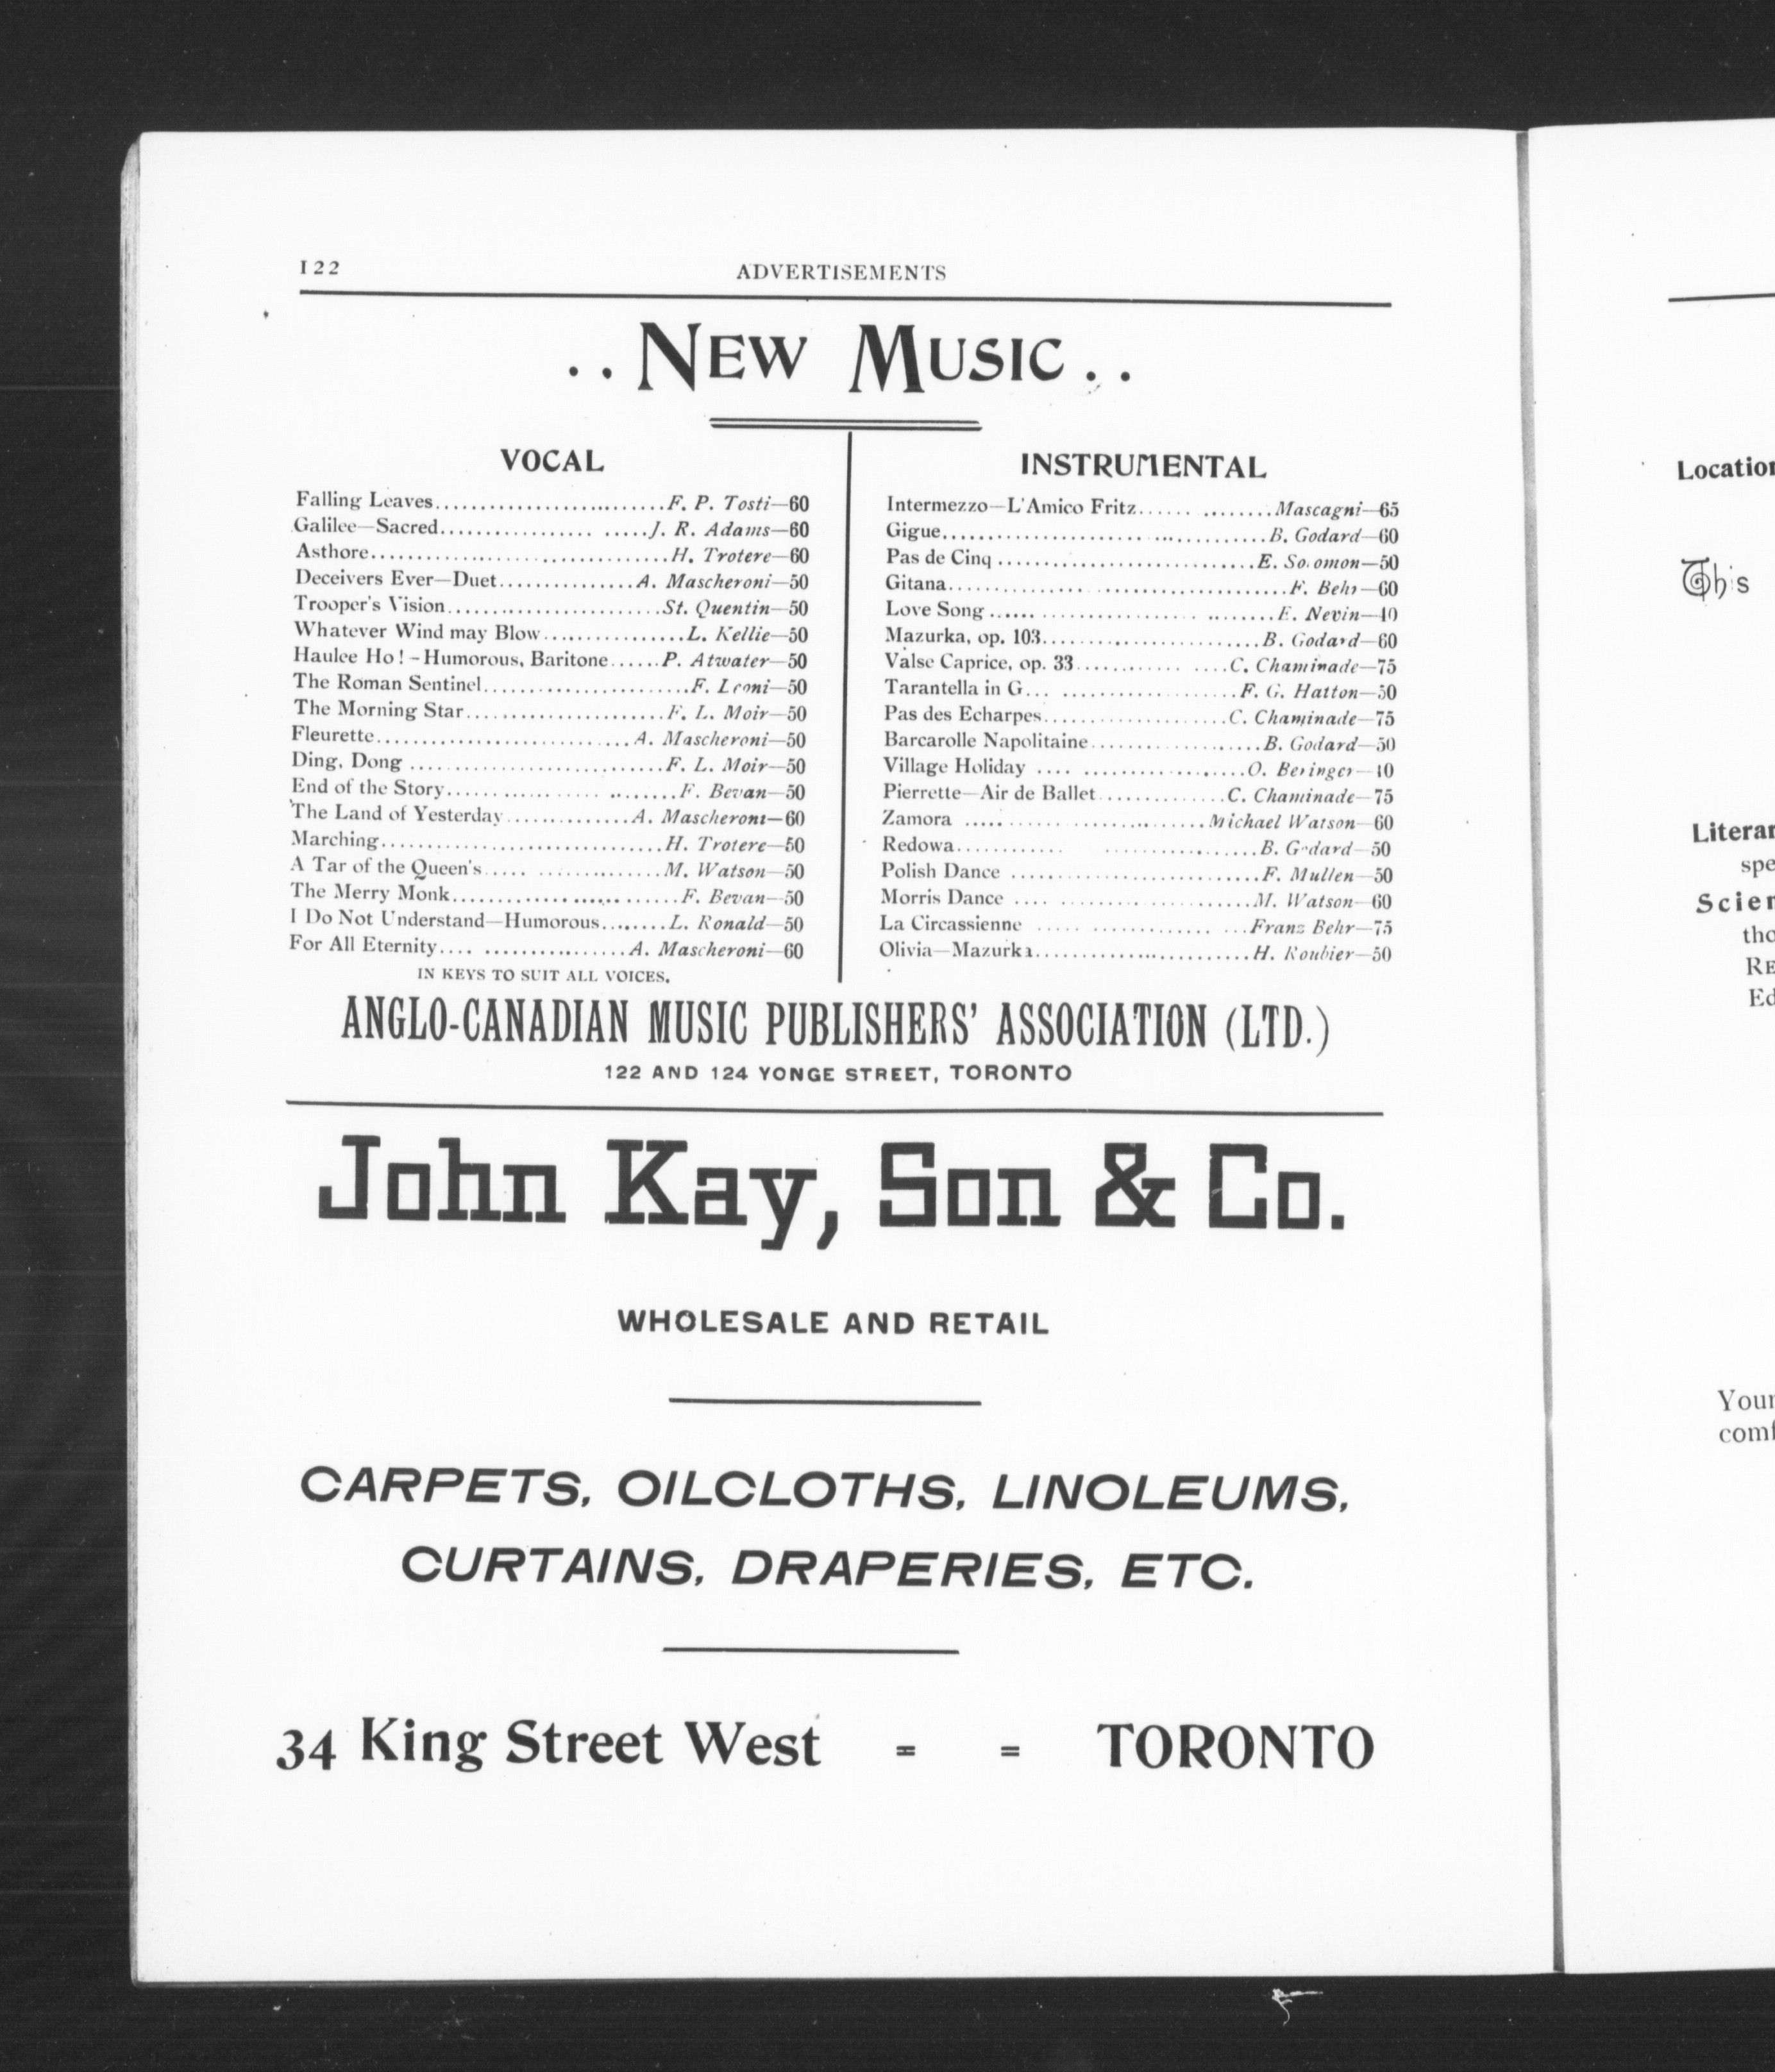 122
ADVERTISEMENTS
. . NEW MUSIC . .
VOCAL
Falling Leaves..........................F. P. Tosti—60
Galilee—Sacred...................... .....J. R. Adams—60
Asthore.................................H. Trotere—60
Deceivers Ever—Duet...............A. Mascheroni—50
Trooper's Vision........................St. Quentin—50
Whatever Wind may Blow................L. Kellie—50
Haulee Ho!-Humorous, Baritone......P. Atwater—50
The Roman Sentinel.......................F. Leoni—50
The Morning Star......................F. L. Moir—50
Fleurette............................A. Mascheroni—50
Ding, Dong ............................F. L. Moir—50
End of the Story................. ........F. Bevan—50
The Land of Yesterday..............A. Mascheroni—60
Marching...............................H. Trotere—50
A Tar of the Queen's..... ..............M. Watson—50
The Merry Monk.........................F. Bevan—50
I Do Not Understand—Humorous........L. Ronald—50
For All Eternity.... ................A. Mascheroni—60
IN KEYS TO SUIT ALL VOICES.
INSTRUMENTAL
Intermezzo—L'Amico Fritz...... ........Mascagni—65
Gigue....................................B. Godard—60
Pas de Cinq .............................E. So.omon—50
Gitana.....................................F. Behr—60
Love Song ...... .............. ........E. Nevin—40
Mazurka, op. 103........................B. Godard—60
Valse Caprice, op. 33............ ....C. Chaminade—75
Tarantella in G... ....................F. G. Hatton—50
Pas des Echarpes.....................C. Chaminade—75
Barcarolle Napolitaine...................B. Godard—50
Village Holiday .... ..................O. Beringer—40
Pierrette—Air de Ballet..............C. Chaminade—75
Zamora ...........................Michael Watson—60
Redowa............ .................B. Godard—50
Polish Dance ............................F. Mullen—50
Morris Dance .... .........................M. Watson—60
La Circassienne ..... ............. ...Franz Behr—75
Olivia—Mazurka........................H. Roubier—50
ANGLO-CANADIAN MUSIC PUBLISHERS' ASSOCIATION (LTD.)
122 AND 124 YONGE STREET, TORONTO
John Kay, Son & Co.
WHOLESALE AND RETAIL
CARPETS, OILCLOTHS, LINOLEUMS,
CURTAINS, DRAPERIES, ETC.
34 King Street West = = TORONTO
This
spe
tho
Your